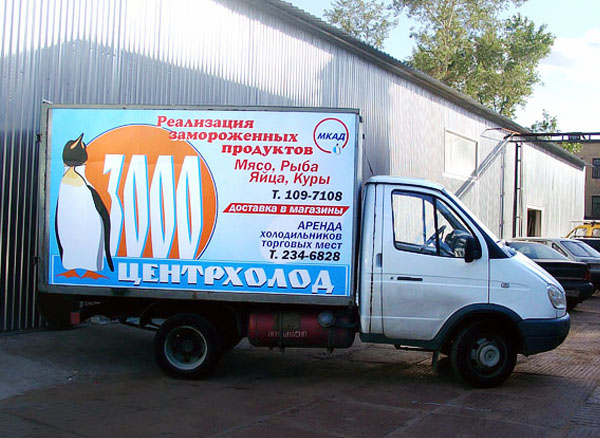 Реализация
замороженных
продуктов
МКАД
Мясо, Рыба
Яйца, Куры
Т. 109-7108
доставка в магазины
АРЕНДА
холодильников
торговых мест
Т. 234-6828
3000
ЦЕНТРХОЛОД